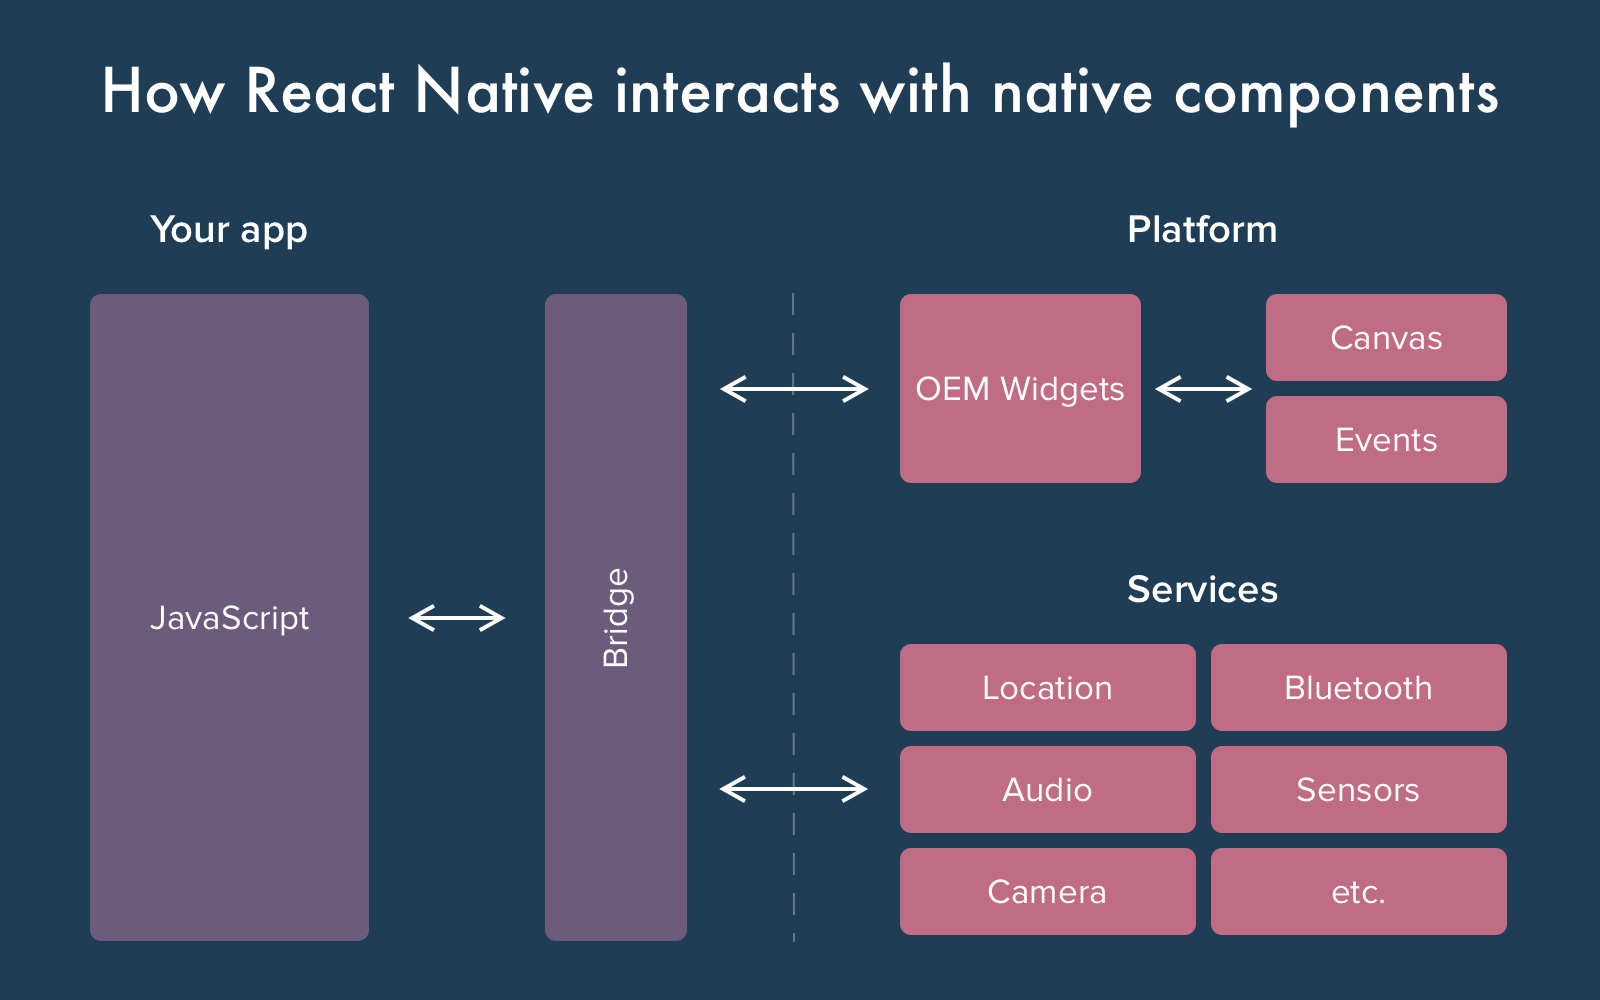 How React Native interacts with native components
Your app
JavaScript
Bridge
Platform
OEM Widgets
Canvas
Events
Services
Location
Bluetooth
Audio
Sensors
Camera
etc.